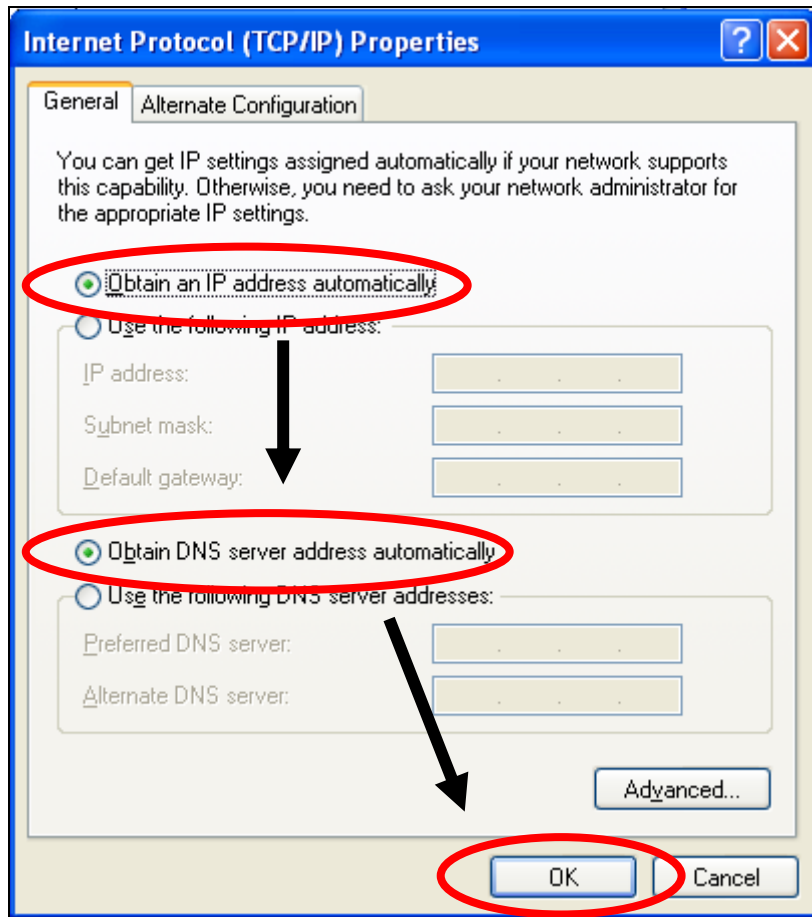 Internet Protocol (TCP/IP) Properties
General
Alternate Configuration
You can get IP settings assigned automatically if your network supports
this capability. Otherwise, you need to ask your network administrator for
the appropriate IP settings.
Obtain an IP address automatically
Use the following IP address:
IP address:
Subnet mask:
Default gateway:
Obtain DNS server address automatically
Use the following DNS server addresses:
Preferred DNS server:
Alternate DNS server:
Advanced...
OK
Cancel